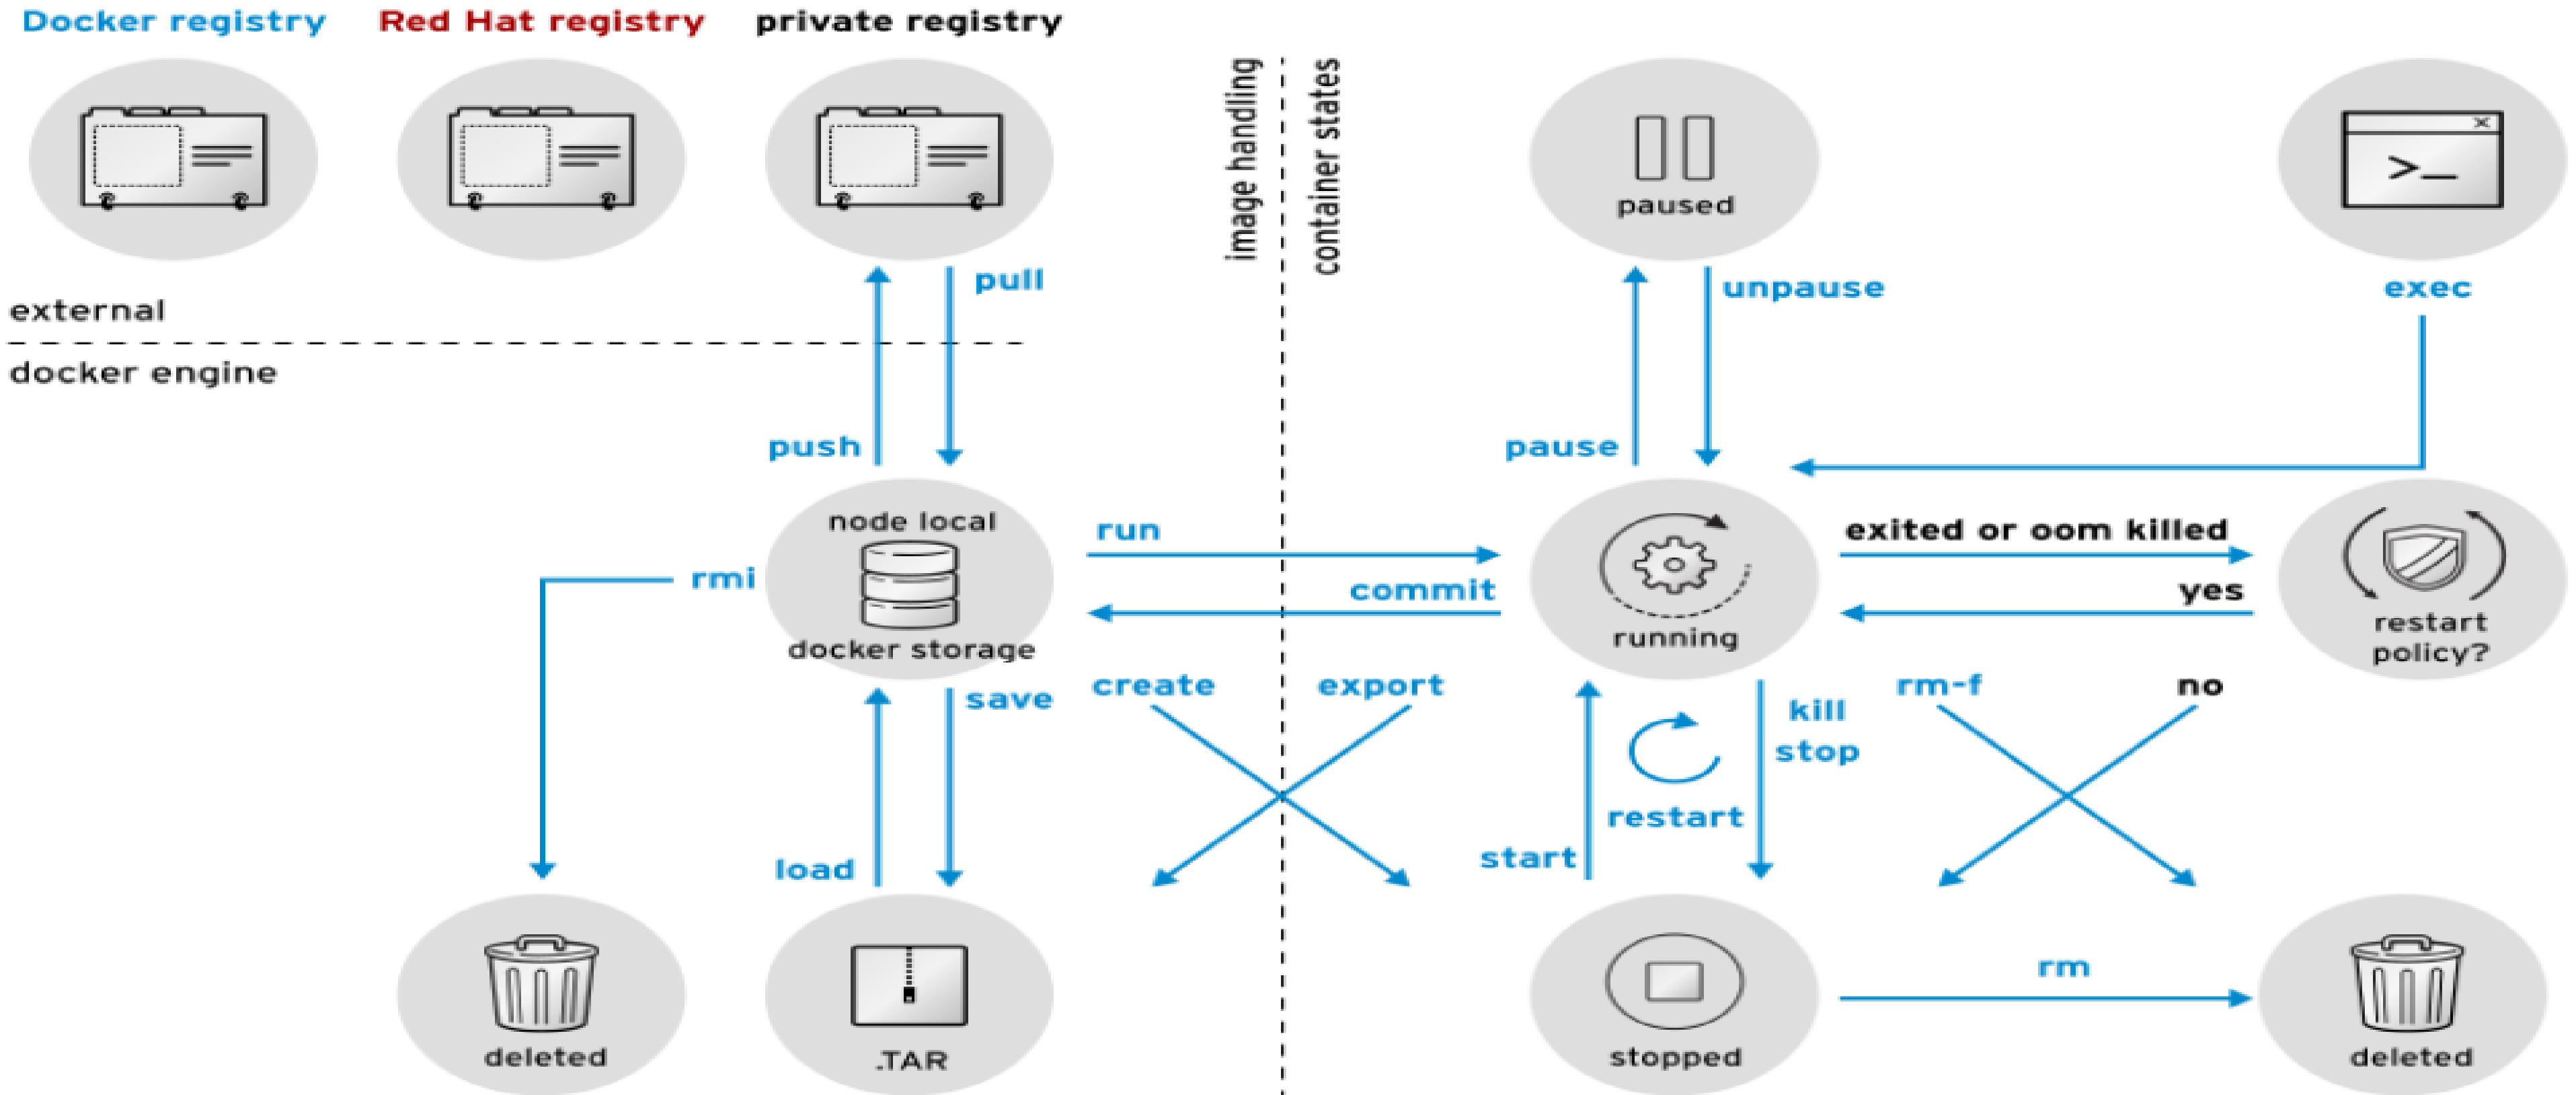 Docker registry
Red Hat registry
private registry
image handling
container states
paused
>_
external
pull
unpause
exec
docker engine
push
pause
node local
docker storage
rmi
run
commit
running
exited or oom killed
yes
restart
policy?
save
create
export
kill
stop
rm-f
no
restart
load
start
deleted
.TAR
stopped
rm
deleted